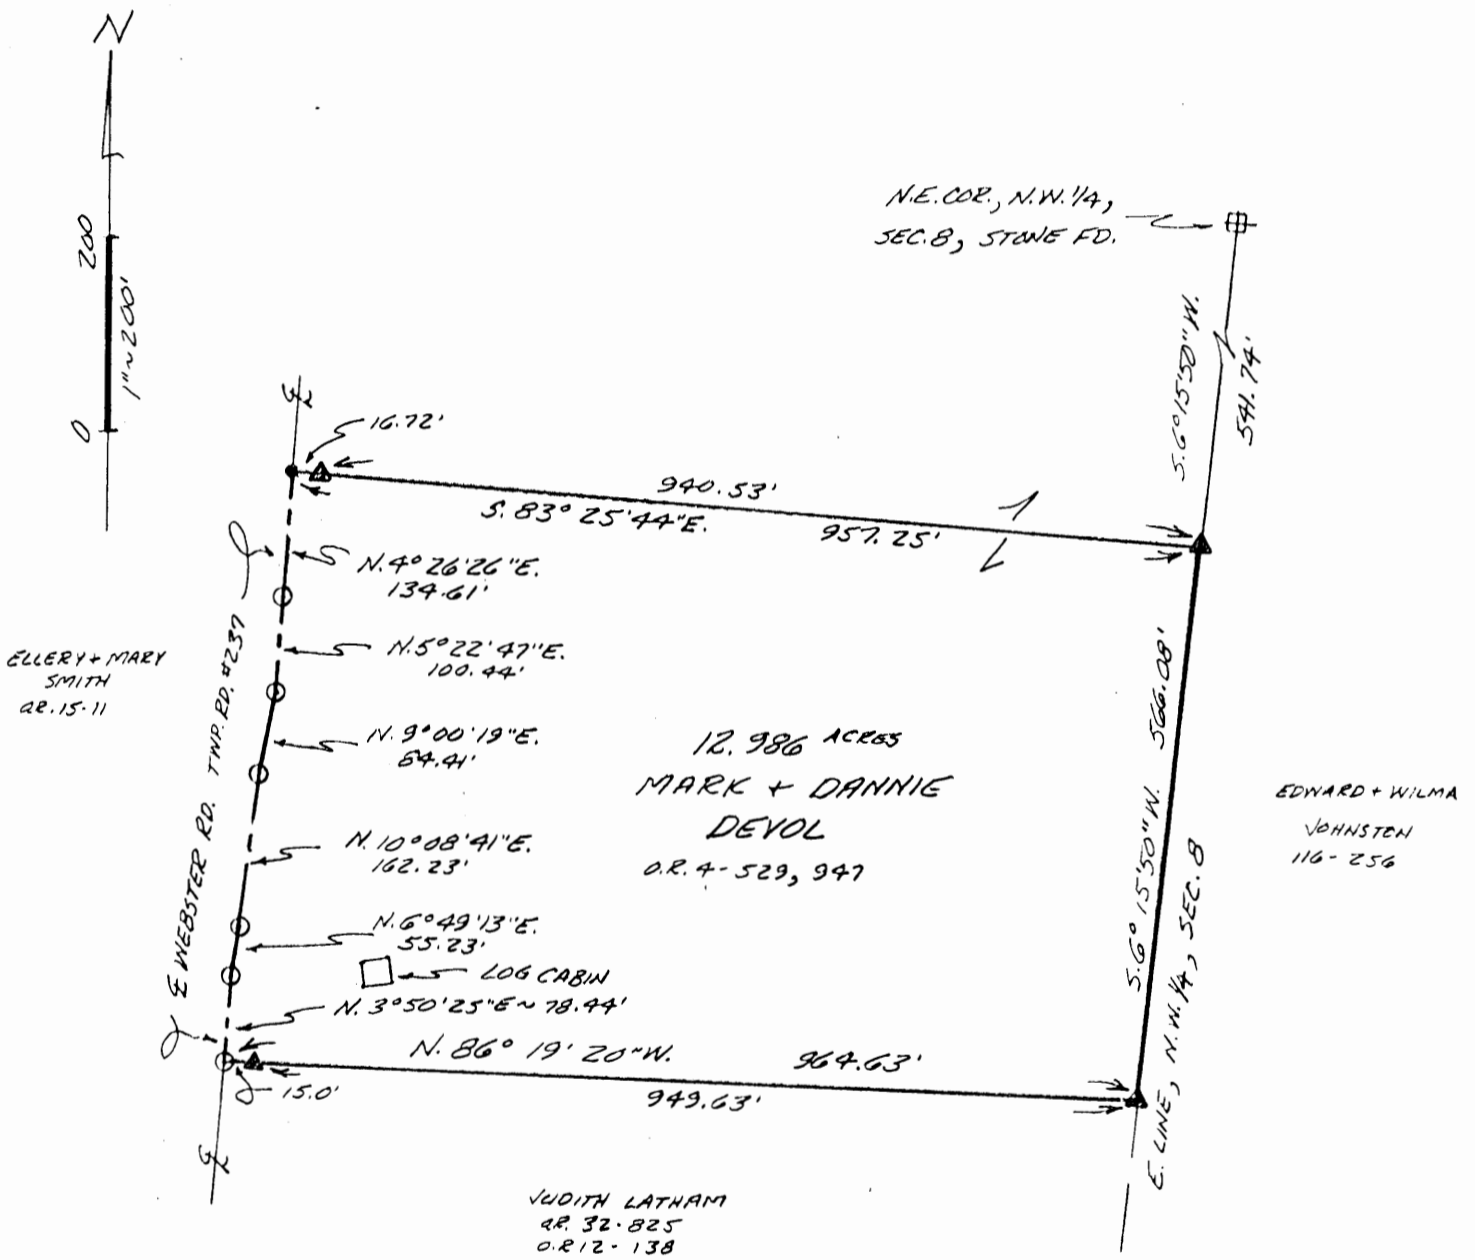 N
200
0
1" ~ 200'
N.E. COR., N.W. 1/4,
SEC. 8, STONE FD.
S. 6° 15' 50" W.
541.74'
16.72'
940.53'
S. 83° 25' 44" E.
957.25'
N. 4° 26' 26" E.
134.61'
N. 5° 22' 47" E.
100.44'
ELLERY + MARY
SMITH
O.R. 15-11
℄ WEBSTER RD. TWP. RD. #237
N. 9° 00' 19" E.
84.41'
12.986 ACRES
MARK + DANNIE
DEVOL
O.R. 4-529, 947
S. 6° 15' 50" W. 566.08'
E. LINE, N.W. 1/4, SEC. 8
EDWARD + WILMA
JOHNSTON
116-256
N. 10° 08' 41" E.
162.23'
N. 6° 49' 13" E.
55.23'
LOG CABIN
N. 3° 50' 25" E ~ 78.44'
N. 86° 19' 20" W.
964.63'
15.0'
949.63'
JUDITH LATHAM
O.R. 32-825
O.R 12-138